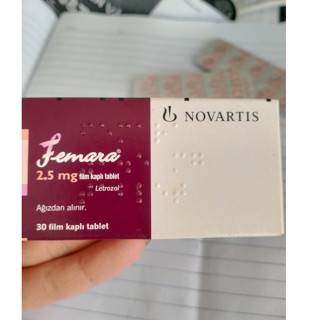 Femara®
2.5 mg film kaplı tablet
Letrozol
Ağızdan alınır.
30 film kaplı tablet
NOVARTIS